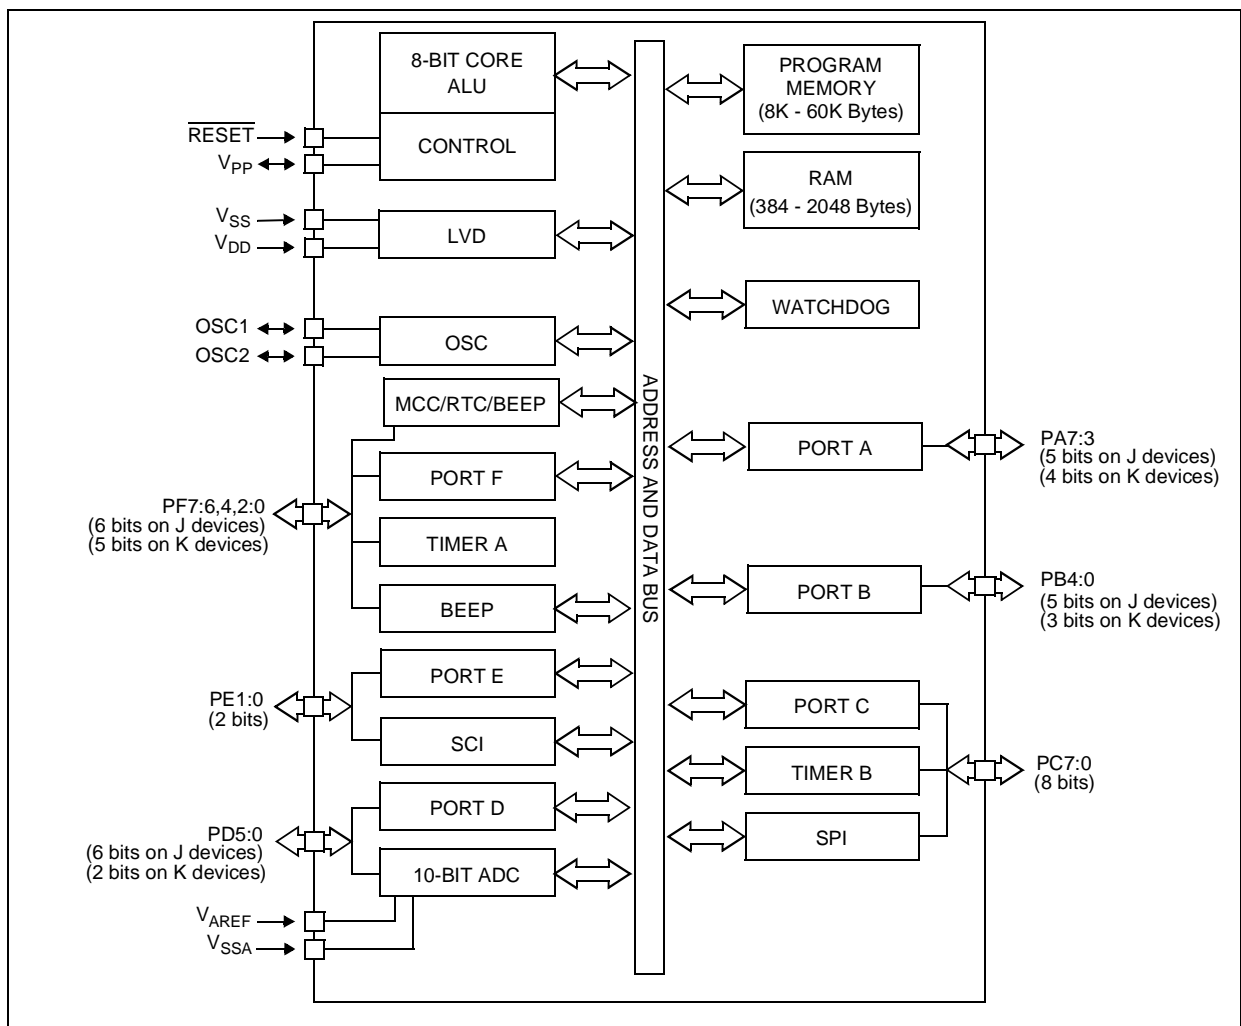 8-BIT CORE
ALU
CONTROL
RESET
VPP
VSS
VDD
LVD
OSC1
OSC2
OSC
MCC/RTC/BEEP
PORT F
TIMER A
BEEP
PF7:6,4,2:0
(6 bits on J devices)
(5 bits on K devices)
PORT E
SCI
PE1:0
(2 bits)
PORT D
10-BIT ADC
PD5:0
(6 bits on J devices)
(2 bits on K devices)
VAREF
VSSA
ADDRESS AND DATA BUS
PROGRAM
MEMORY
(8K - 60K Bytes)
RAM
(384 - 2048 Bytes)
WATCHDOG
PORT A
PA7:3
(5 bits on J devices)
(4 bits on K devices)
PORT B
PB4:0
(5 bits on J devices)
(3 bits on K devices)
PORT C
TIMER B
SPI
PC7:0
(8 bits)